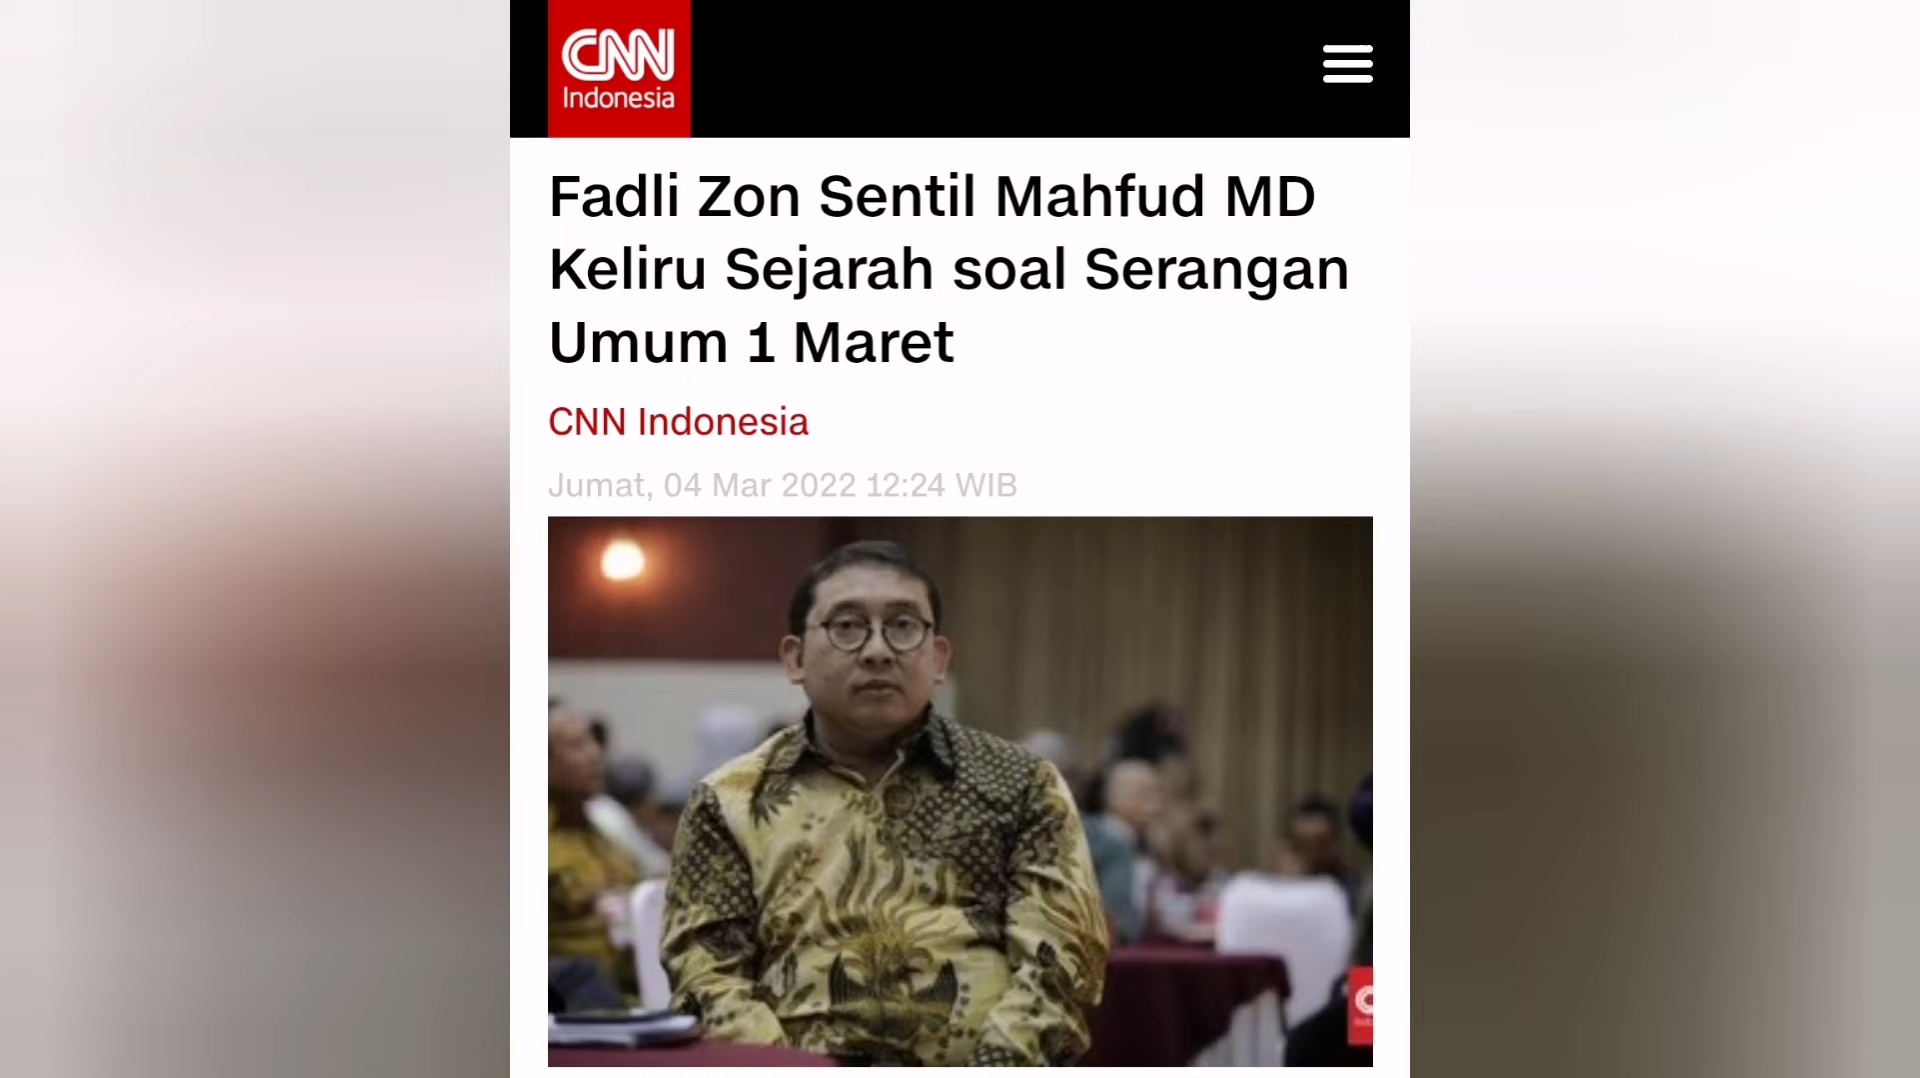 CNN
Indonesia
Fadli Zon Sentil Mahfud MD
Keliru Sejarah soal Serangan
Umum 1 Maret
CNN Indonesia
Jumat, 04 Mar 2022 12:24 WIB